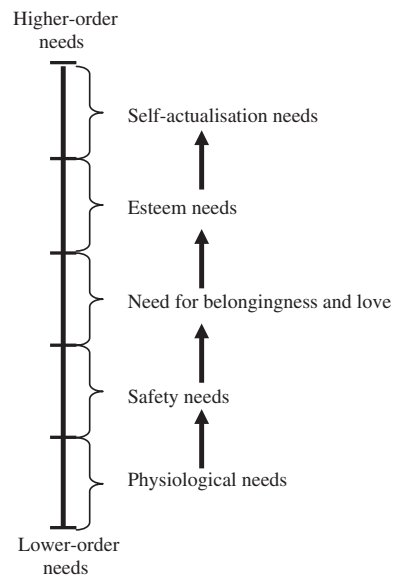 Higher-order
needs
Self-actualisation needs
Esteem needs
Need for belongingness and love
Safety needs
Physiological needs
Lower-order
needs